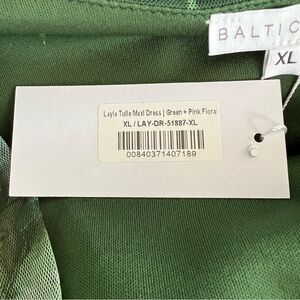 BALTIC
XL
Layla Tulle Maxi Dress | Green + Pink Floral
XL / LAY-DR-51887-XL
00840371407189